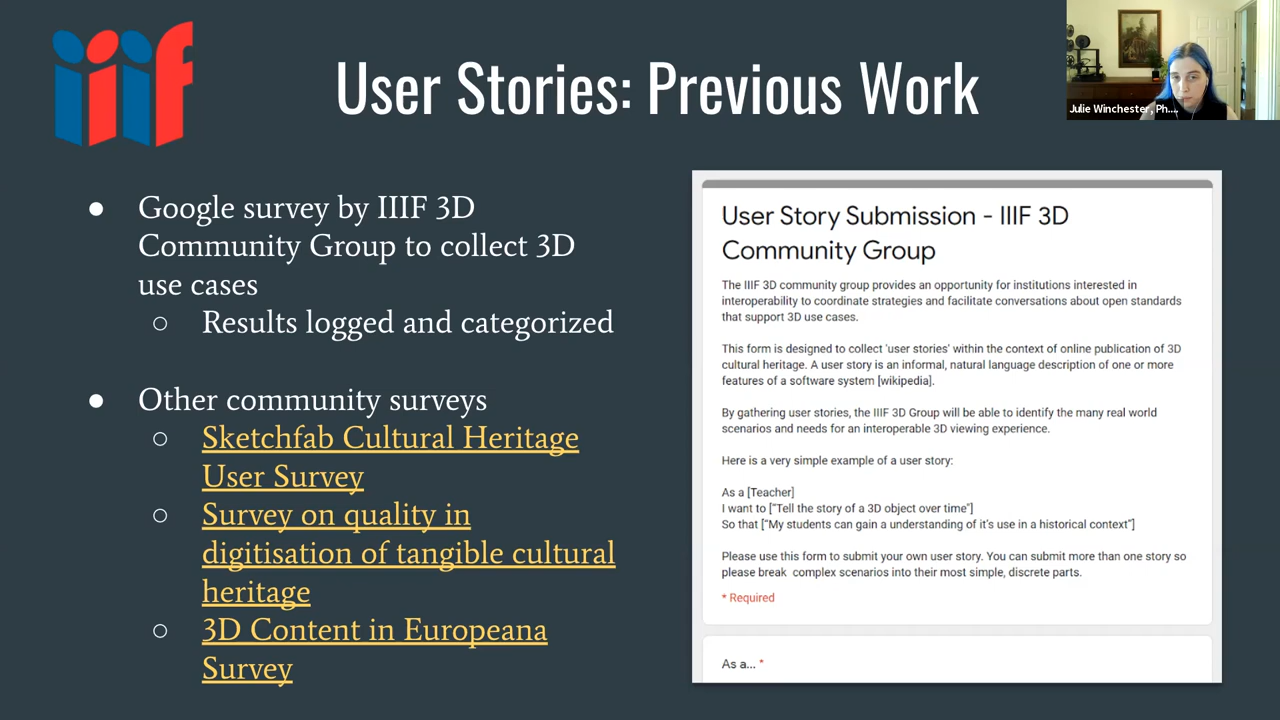 iiif
User Stories: Previous Work
Julie Winchester, Ph...
● Google survey by IIIF 3D
Community Group to collect 3D
use cases
○ Results logged and categorized
● Other community surveys
○ Sketchfab Cultural Heritage
User Survey
○ Survey on quality in
digitisation of tangible cultural
heritage
○ 3D Content in Europeana
Survey
User Story Submission - IIIF 3D
Community Group
The IIIF 3D community group provides an opportunity for institutions interested in
interoperability to coordinate strategies and facilitate conversations about open standards
that support 3D use cases.
This form is designed to collect 'user stories' within the context of online publication of 3D
cultural heritage. A user story is an informal, natural language description of one or more
features of a software system [wikipedia].
By gathering user stories, the IIIF 3D Group will be able to identify the many real world
scenarios and needs for an interoperable 3D viewing experience.
Here is a very simple example of a user story:
As a [Teacher]
I want to ["Tell the story of a 3D object over time"]
So that ["My students can gain a understanding of it's use in a historical context"]
Please use this form to submit your own user story. You can submit more than one story so
please break complex scenarios into their most simple, discrete parts.
* Required
As a... *